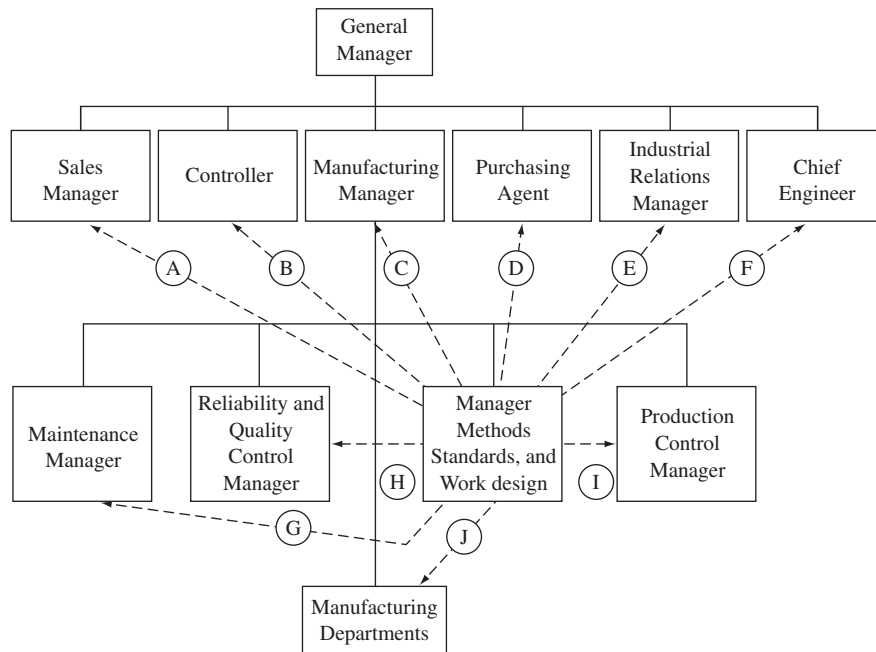 General
Manager
Sales
Manager
Controller
Manufacturing
Manager
Purchasing
Agent
Industrial
Relations
Manager
Chief
Engineer
A
B
C
D
E
F
Maintenance
Manager
Reliability and
Quality
Control
Manager
Manager
Methods
Standards, and
Work design
Production
Control
Manager
H
I
G
J
Manufacturing
Departments